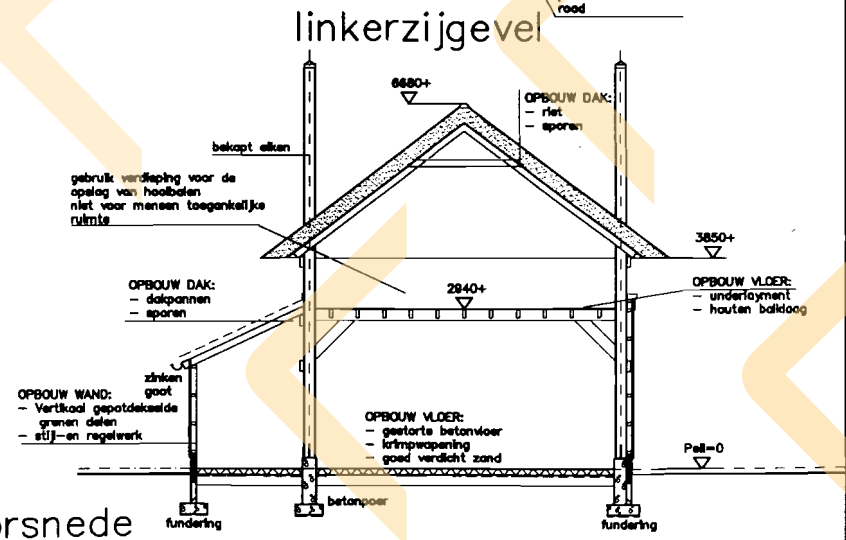 rood
linkerzijgevel
6680+
OPBOUW DAK:
- riet
- sporen
bekapt eiken
gebruik verdieping voor de
opslag van hooibalen
niet voor mensen toegankelijke
ruimte
3850+
OPBOUW DAK:
- dakpannen
- sporen
2940+
OPBOUW VLOER:
- underlayment
- houten balklaag
zinken
goot
OPBOUW WAND:
- Vertikaal gepotdekselde
grenen delen
- stijl-en regelwerk
OPBOUW VLOER:
- gestorte betonvloer
- krimpwapening
- goed verdicht zand
Peil=0
betonpoer
fundering
fundering
orsnede